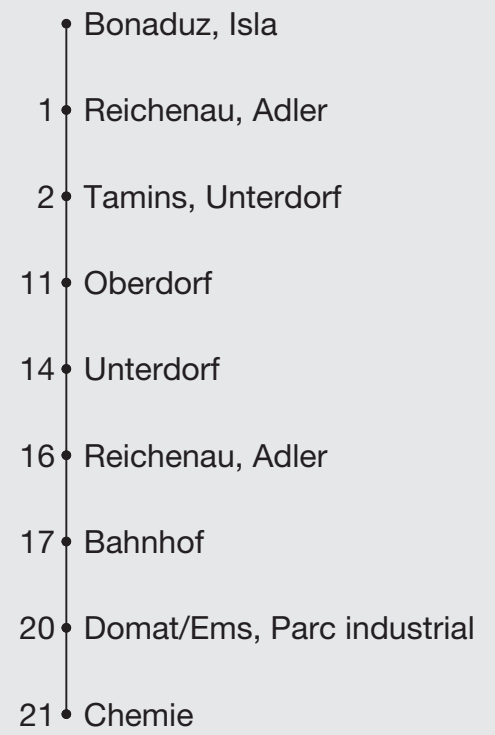 Bonaduz, Isla
1 Reichenau, Adler
2 Tamins, Unterdorf
11 Oberdorf
14 Unterdorf
16 Reichenau, Adler
17 Bahnhof
20 Domat/Ems, Parc industrial
21 Chemie